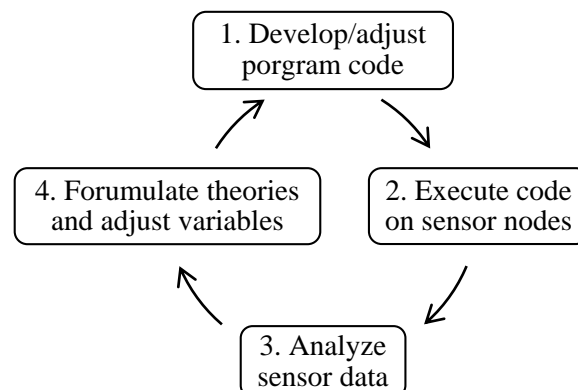 1. Develop/adjust
porgram code
4. Forumulate theories
and adjust variables
2. Execute code
on sensor nodes
3. Analyze
sensor data